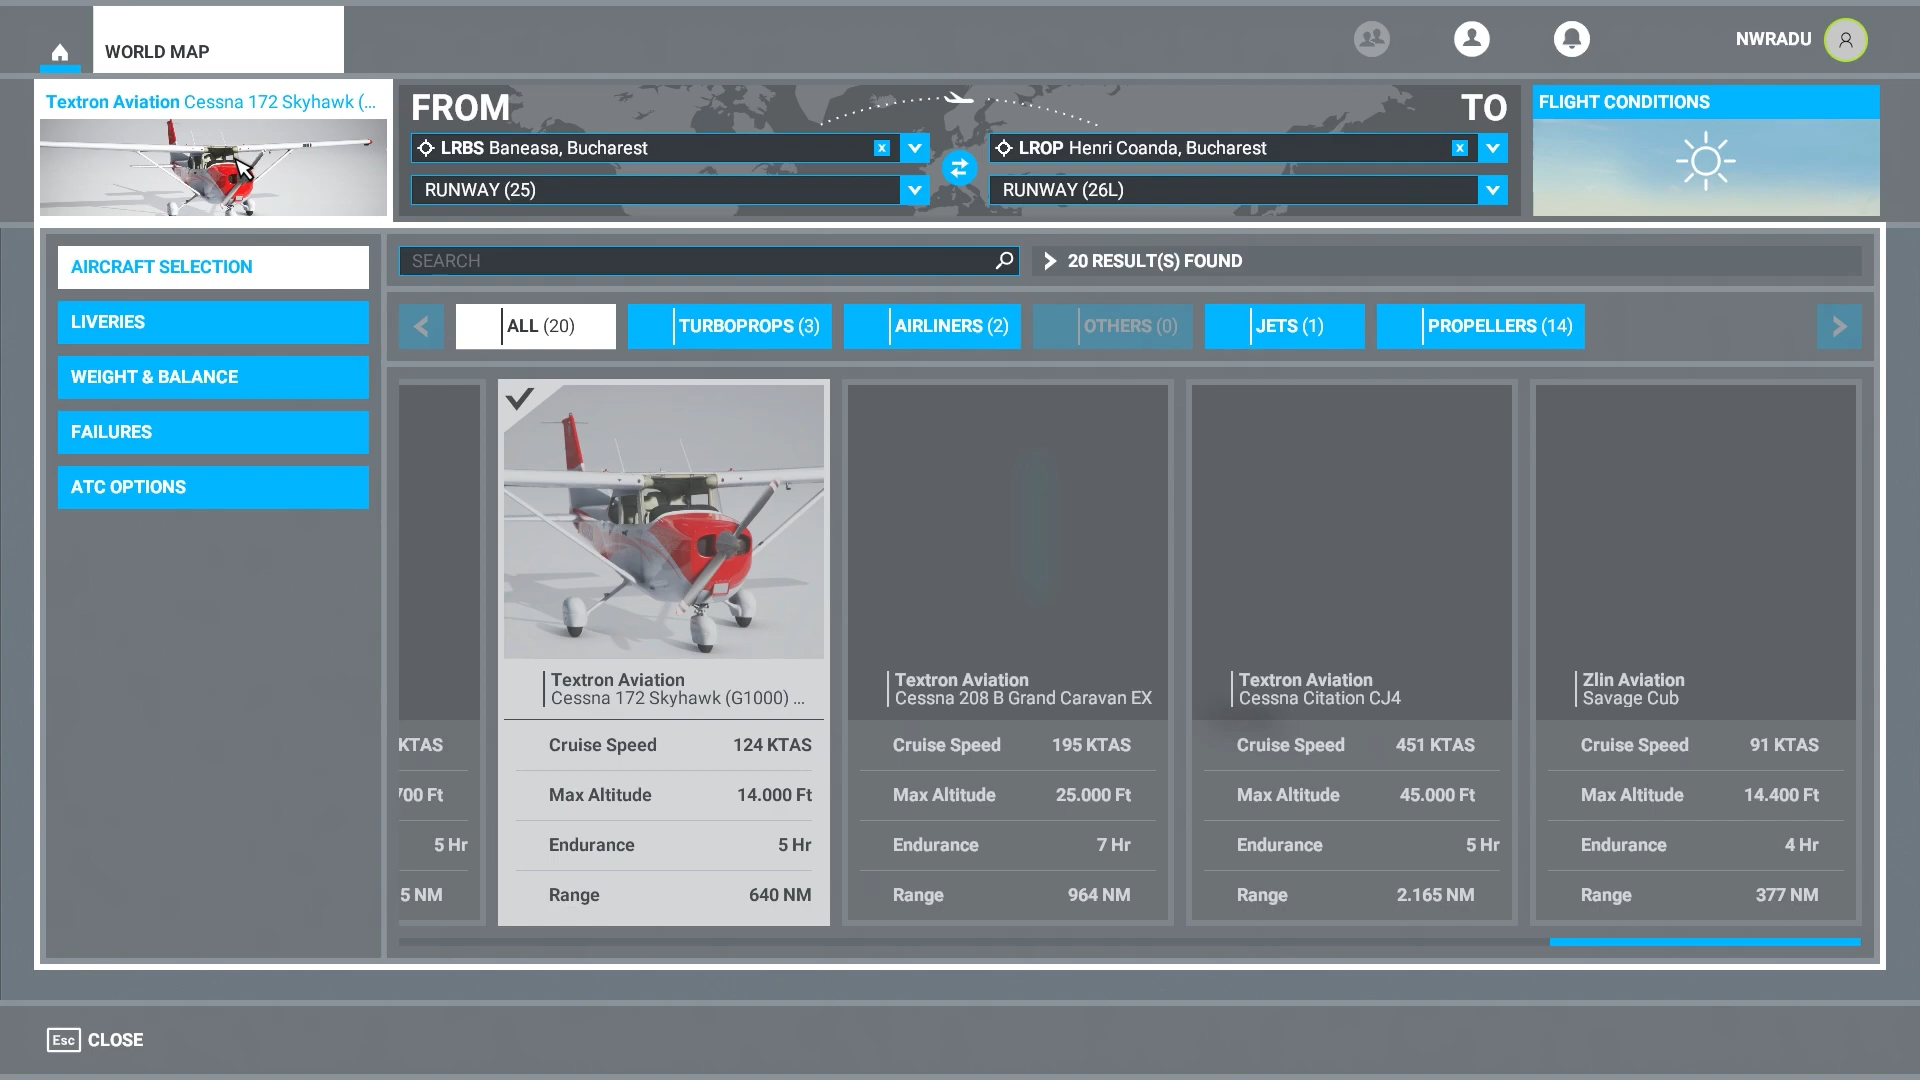 WORLD MAP
NWRADU
Textron Aviation Cessna 172 Skyhawk (...
FROM
TO
LRBS Baneasa, Bucharest
x
LROP Henri Coanda, Bucharest
x
RUNWAY (25)
RUNWAY (26L)
FLIGHT CONDITIONS
AIRCRAFT SELECTION
LIVERIES
WEIGHT & BALANCE
FAILURES
ATC OPTIONS
SEARCH
20 RESULT(S) FOUND
ALL (20)
TURBOPROPS (3)
AIRLINERS (2)
OTHERS (0)
JETS (1)
PROPELLERS (14)
KTAS
700 Ft
5 Hr
5 NM
Textron Aviation
Cessna 172 Skyhawk (G1000) ...
Cruise Speed 124 KTAS
Max Altitude 14.000 Ft
Endurance 5 Hr
Range 640 NM
Textron Aviation
Cessna 208 B Grand Caravan EX
Cruise Speed 195 KTAS
Max Altitude 25.000 Ft
Endurance 7 Hr
Range 964 NM
Textron Aviation
Cessna Citation CJ4
Cruise Speed 451 KTAS
Max Altitude 45.000 Ft
Endurance 5 Hr
Range 2.165 NM
Zlin Aviation
Savage Cub
Cruise Speed 91 KTAS
Max Altitude 14.400 Ft
Endurance 4 Hr
Range 377 NM
Esc CLOSE